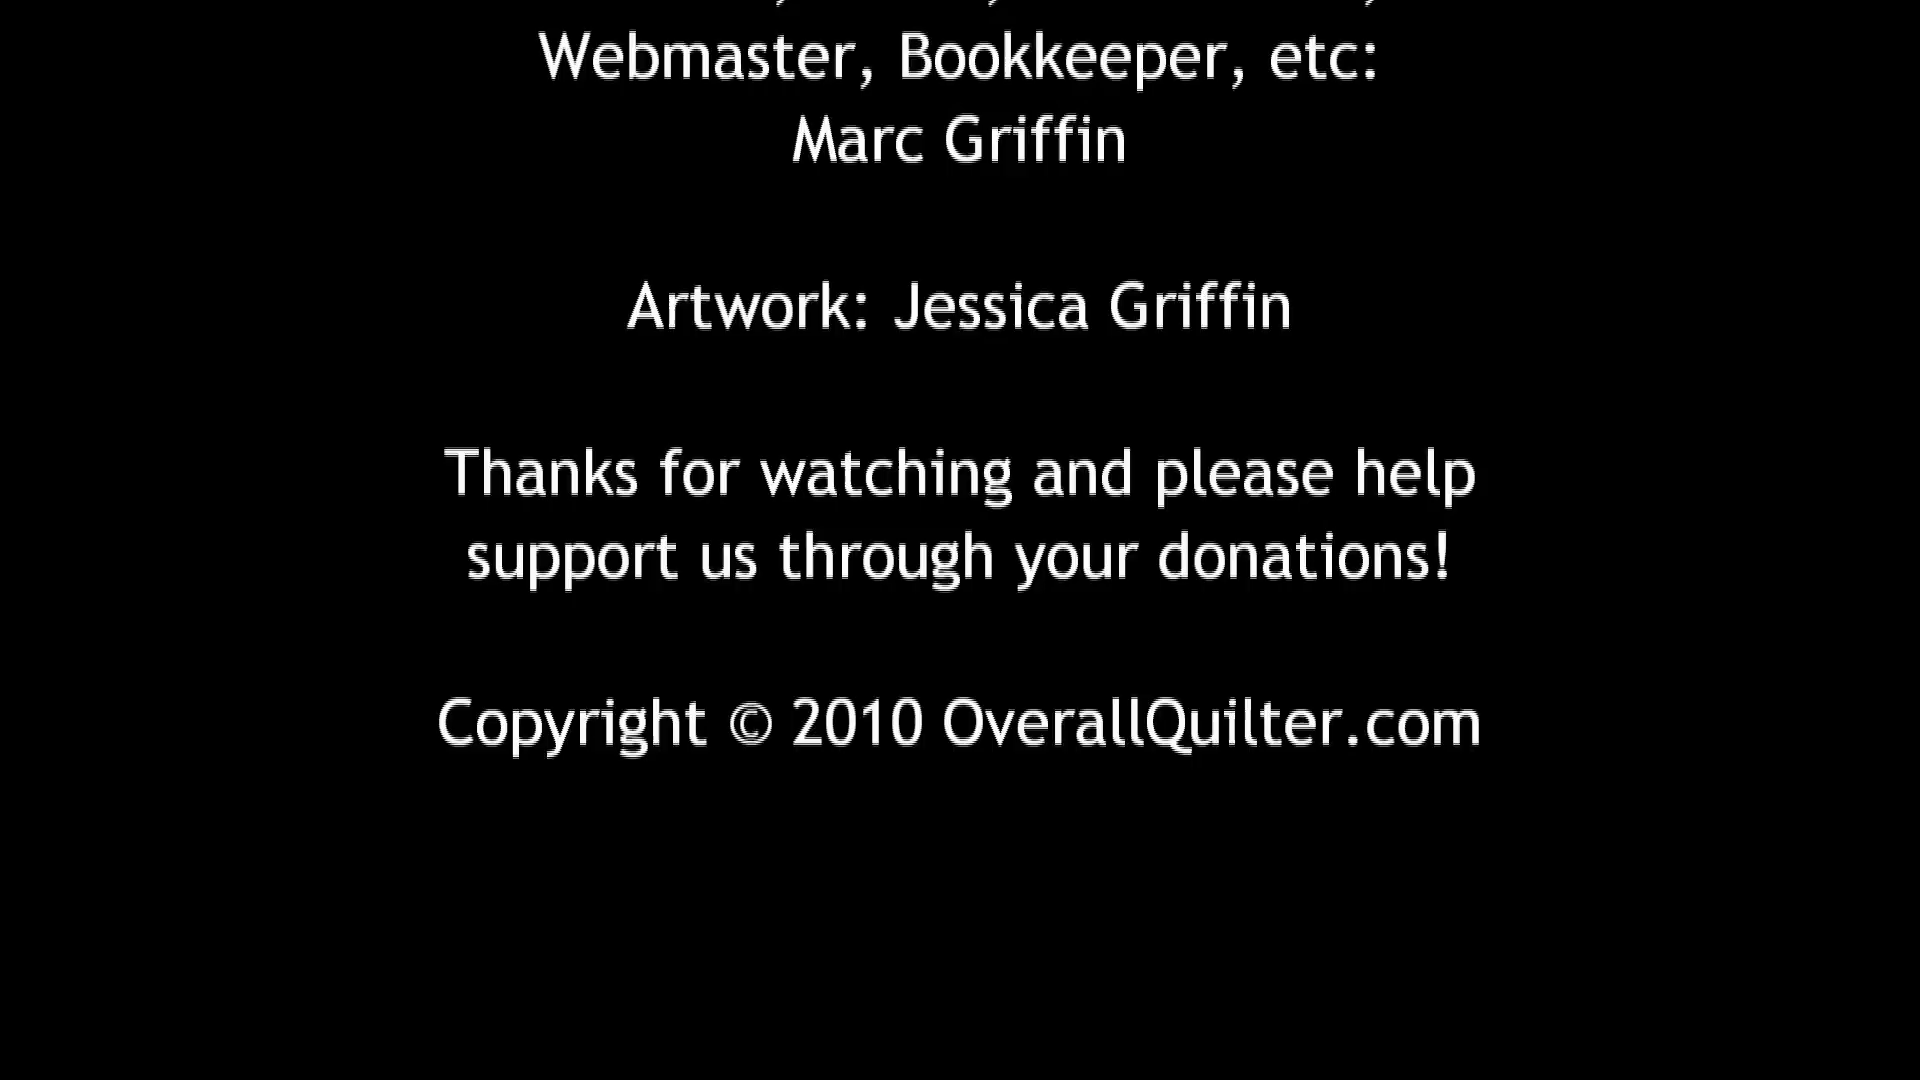 Webmaster, Bookkeeper, etc:
Marc Griffin
Artwork: Jessica Griffin
Thanks for watching and please help
support us through your donations!
Copyright © 2010 OverallQuilter.com